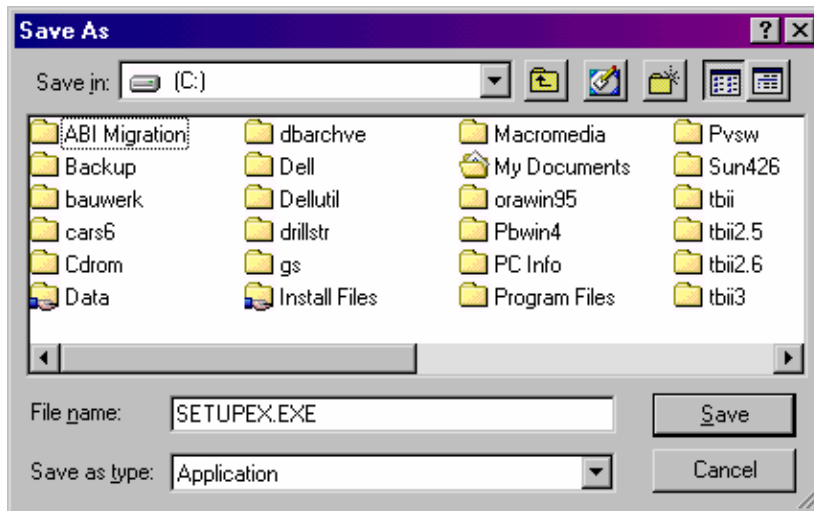 Save As
Save in: (C:)
ABI Migration dbarchve Macromedia Pvsw
Backup Dell My Documents Sun426
bauwerk Dellutil orawin95 tbii
cars6 drillstr Pbwin4 tbii2.5
Cdrom gs PC Info tbii2.6
Data Install Files Program Files tbii3
File name: SETUPEX.EXE Save
Save as type: Application Cancel